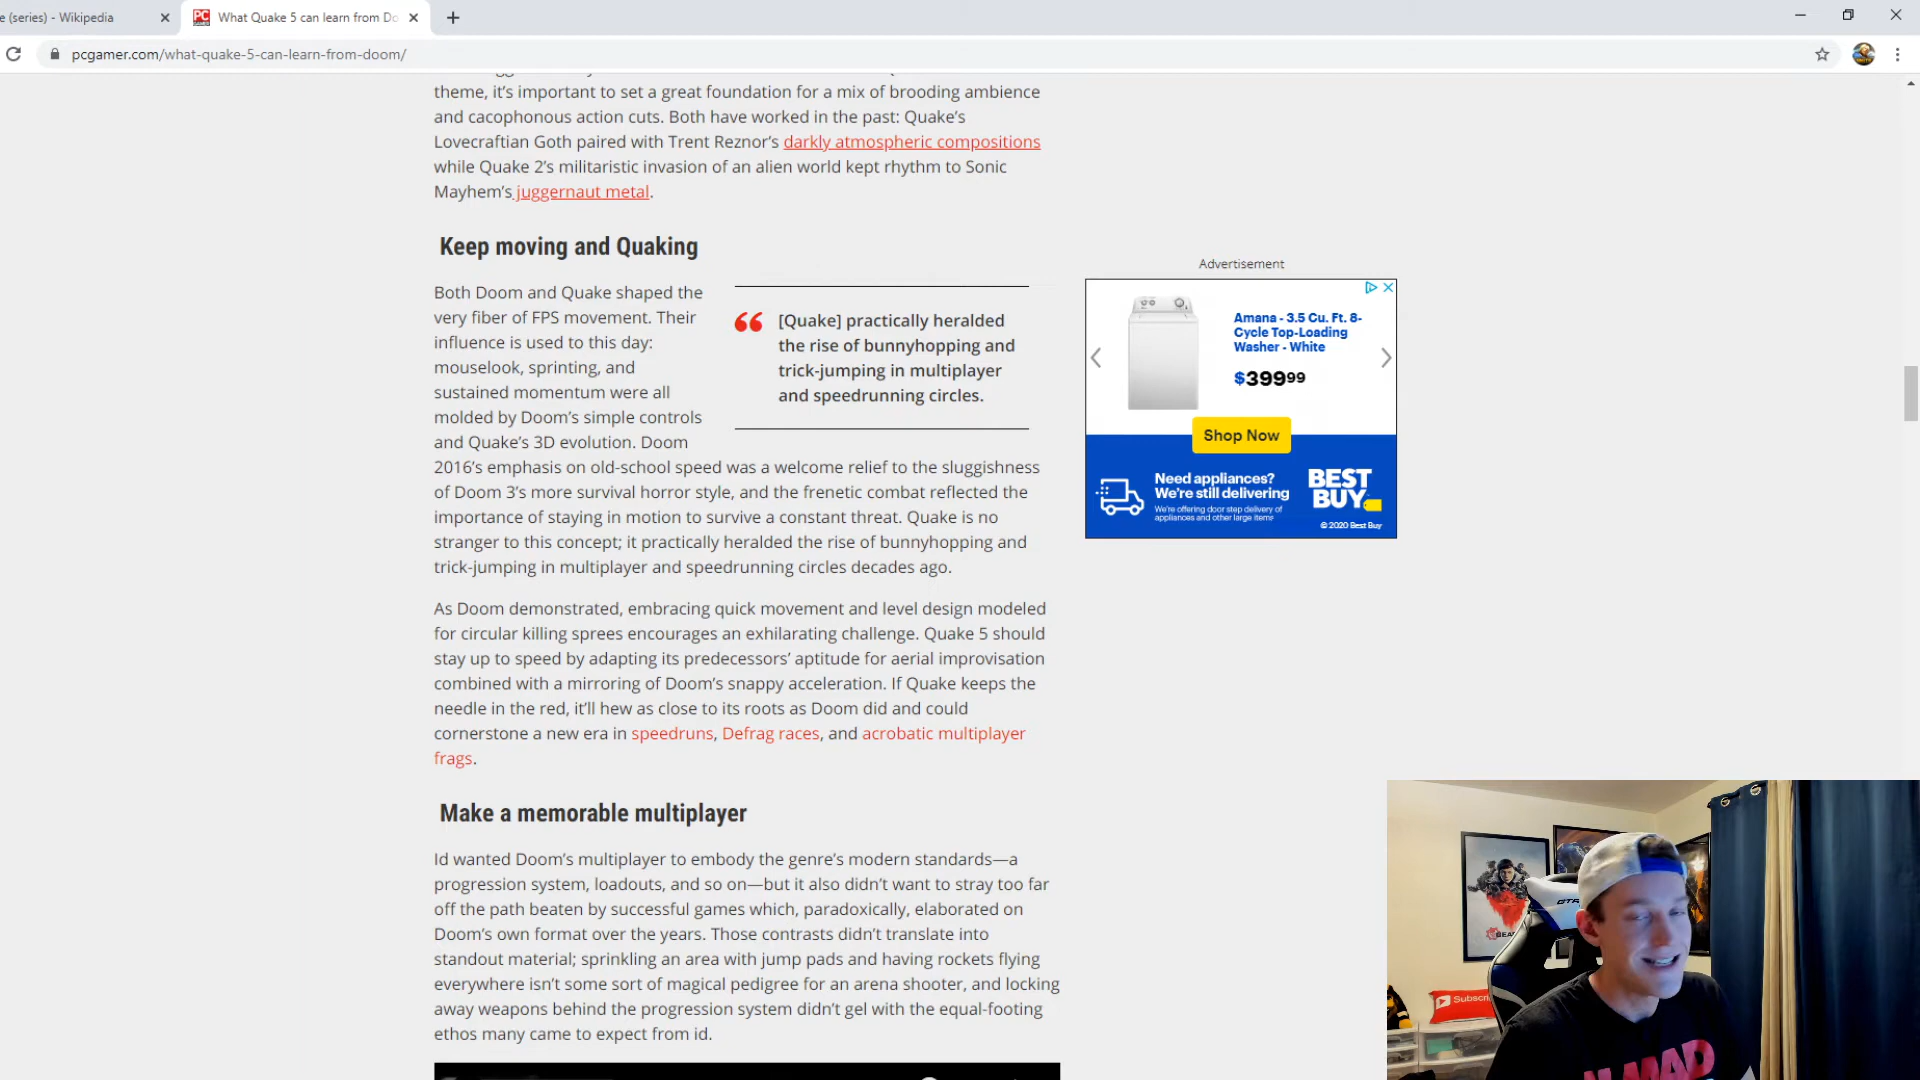 e (series) - Wikipedia
What Quake 5 can learn from Do
pcgamer.com/what-quake-5-can-learn-from-doom/
theme, it's important to set a great foundation for a mix of brooding ambience
and cacophonous action cuts. Both have worked in the past: Quake's
Lovecraftian Goth paired with Trent Reznor's darkly atmospheric compositions
while Quake 2's militaristic invasion of an alien world kept rhythm to Sonic
Mayhem's juggernaut metal.
Keep moving and Quaking
Both Doom and Quake shaped the
very fiber of FPS movement. Their
influence is used to this day:
mouselook, sprinting, and
sustained momentum were all
molded by Doom's simple controls
and Quake's 3D evolution. Doom
2016's emphasis on old-school speed was a welcome relief to the sluggishness
of Doom 3's more survival horror style, and the frenetic combat reflected the
importance of staying in motion to survive a constant threat. Quake is no
stranger to this concept; it practically heralded the rise of bunnyhopping and
trick-jumping in multiplayer and speedrunning circles decades ago.
[Quake] practically heralded
the rise of bunnyhopping and
trick-jumping in multiplayer
and speedrunning circles.
As Doom demonstrated, embracing quick movement and level design modeled
for circular killing sprees encourages an exhilarating challenge. Quake 5 should
stay up to speed by adapting its predecessors' aptitude for aerial improvisation
combined with a mirroring of Doom's snappy acceleration. If Quake keeps the
needle in the red, it'll hew as close to its roots as Doom did and could
cornerstone a new era in speedruns, Defrag races, and acrobatic multiplayer
frags.
Make a memorable multiplayer
Id wanted Doom's multiplayer to embody the genre's modern standards—a
progression system, loadouts, and so on—but it also didn't want to stray too far
off the path beaten by successful games which, paradoxically, elaborated on
Doom's own format over the years. Those contrasts didn't translate into
standout material; sprinkling an area with jump pads and having rockets flying
everywhere isn't some sort of magical pedigree for an arena shooter, and locking
away weapons behind the progression system didn't gel with the equal-footing
ethos many came to expect from id.
Advertisement
Amana - 3.5 Cu. Ft. 8-
Cycle Top-Loading
Washer - White
$39999
Shop Now
Need appliances?
We're still delivering
We're offering door step delivery of
appliances and other large items
BEST
BUY
© 2020 Best Buy
GEA
GTR
Subscri